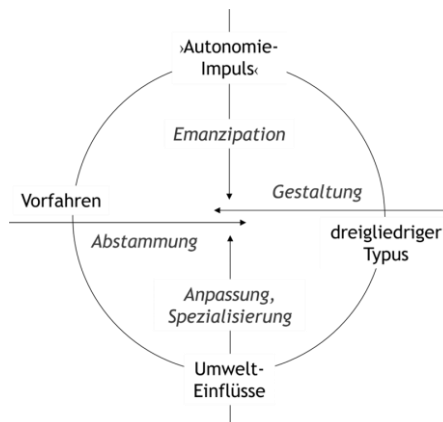 ›Autonomie-
Impuls‹
Emanzipation
Gestaltung
Vorfahren
Abstammung
dreigliedriger
Typus
Anpassung,
Spezialisierung
Umwelt-
Einflüsse